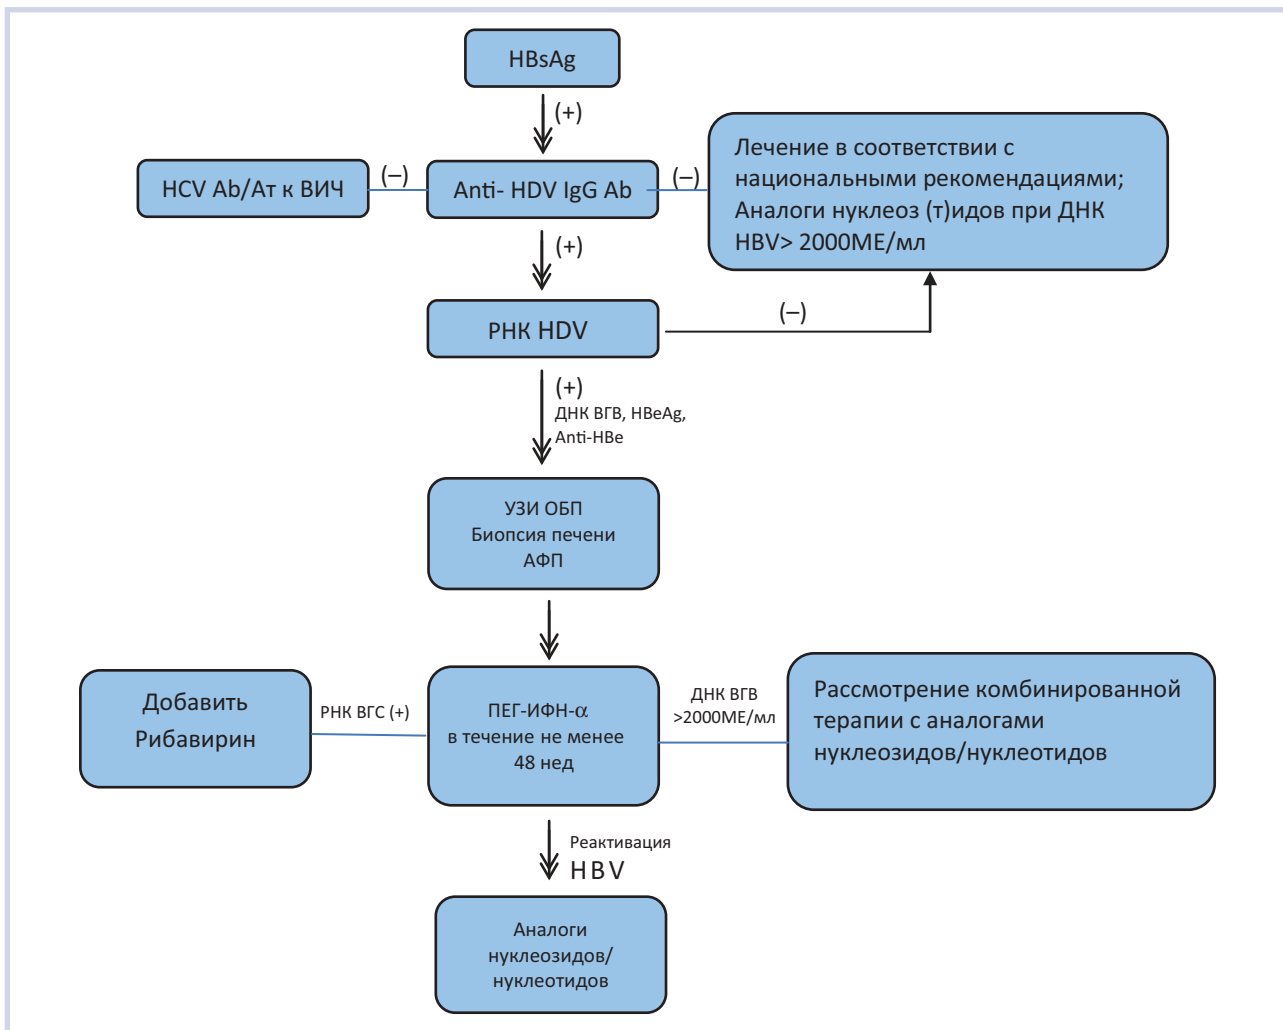 HBsAg
(+)
HCV Ab/Ат к ВИЧ
(–)
Anti- HDV IgG Ab
(–)
Лечение в соответствии с
национальными рекомендациями;
Аналоги нуклеоз (т)идов при ДНК
HBV> 2000МЕ/мл
(+)
РНК HDV
(–)
(+)
ДНК ВГВ, HBeAg,
Anti-HBe
УЗИ ОБП
Биопсия печени
АФП
Добавить
Рибавирин
РНК ВГС (+)
ПЕГ-ИФН-α
в течение не менее
48 нед
ДНК ВГВ
>2000МЕ/мл
Рассмотрение комбинированной
терапии с аналогами
нуклеозидов/нуклеотидов
Реактивация
HBV
Аналоги
нуклеозидов/
нуклеотидов